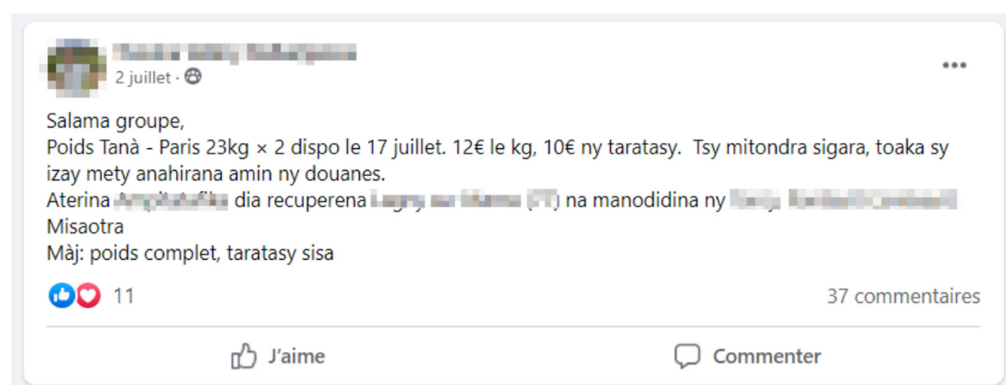 2 juillet ·
Salama groupe,
Poids Tanà - Paris 23kg × 2 dispo le 17 juillet. 12€ le kg, 10€ ny taratasy. Tsy mitondra sigara, toaka sy
izay mety anahirana amin ny douanes.
Aterina dia recuperena na manodidina ny
Misaotra
Màj: poids complet, taratasy sisa
11
37 commentaires
J'aime
Commenter